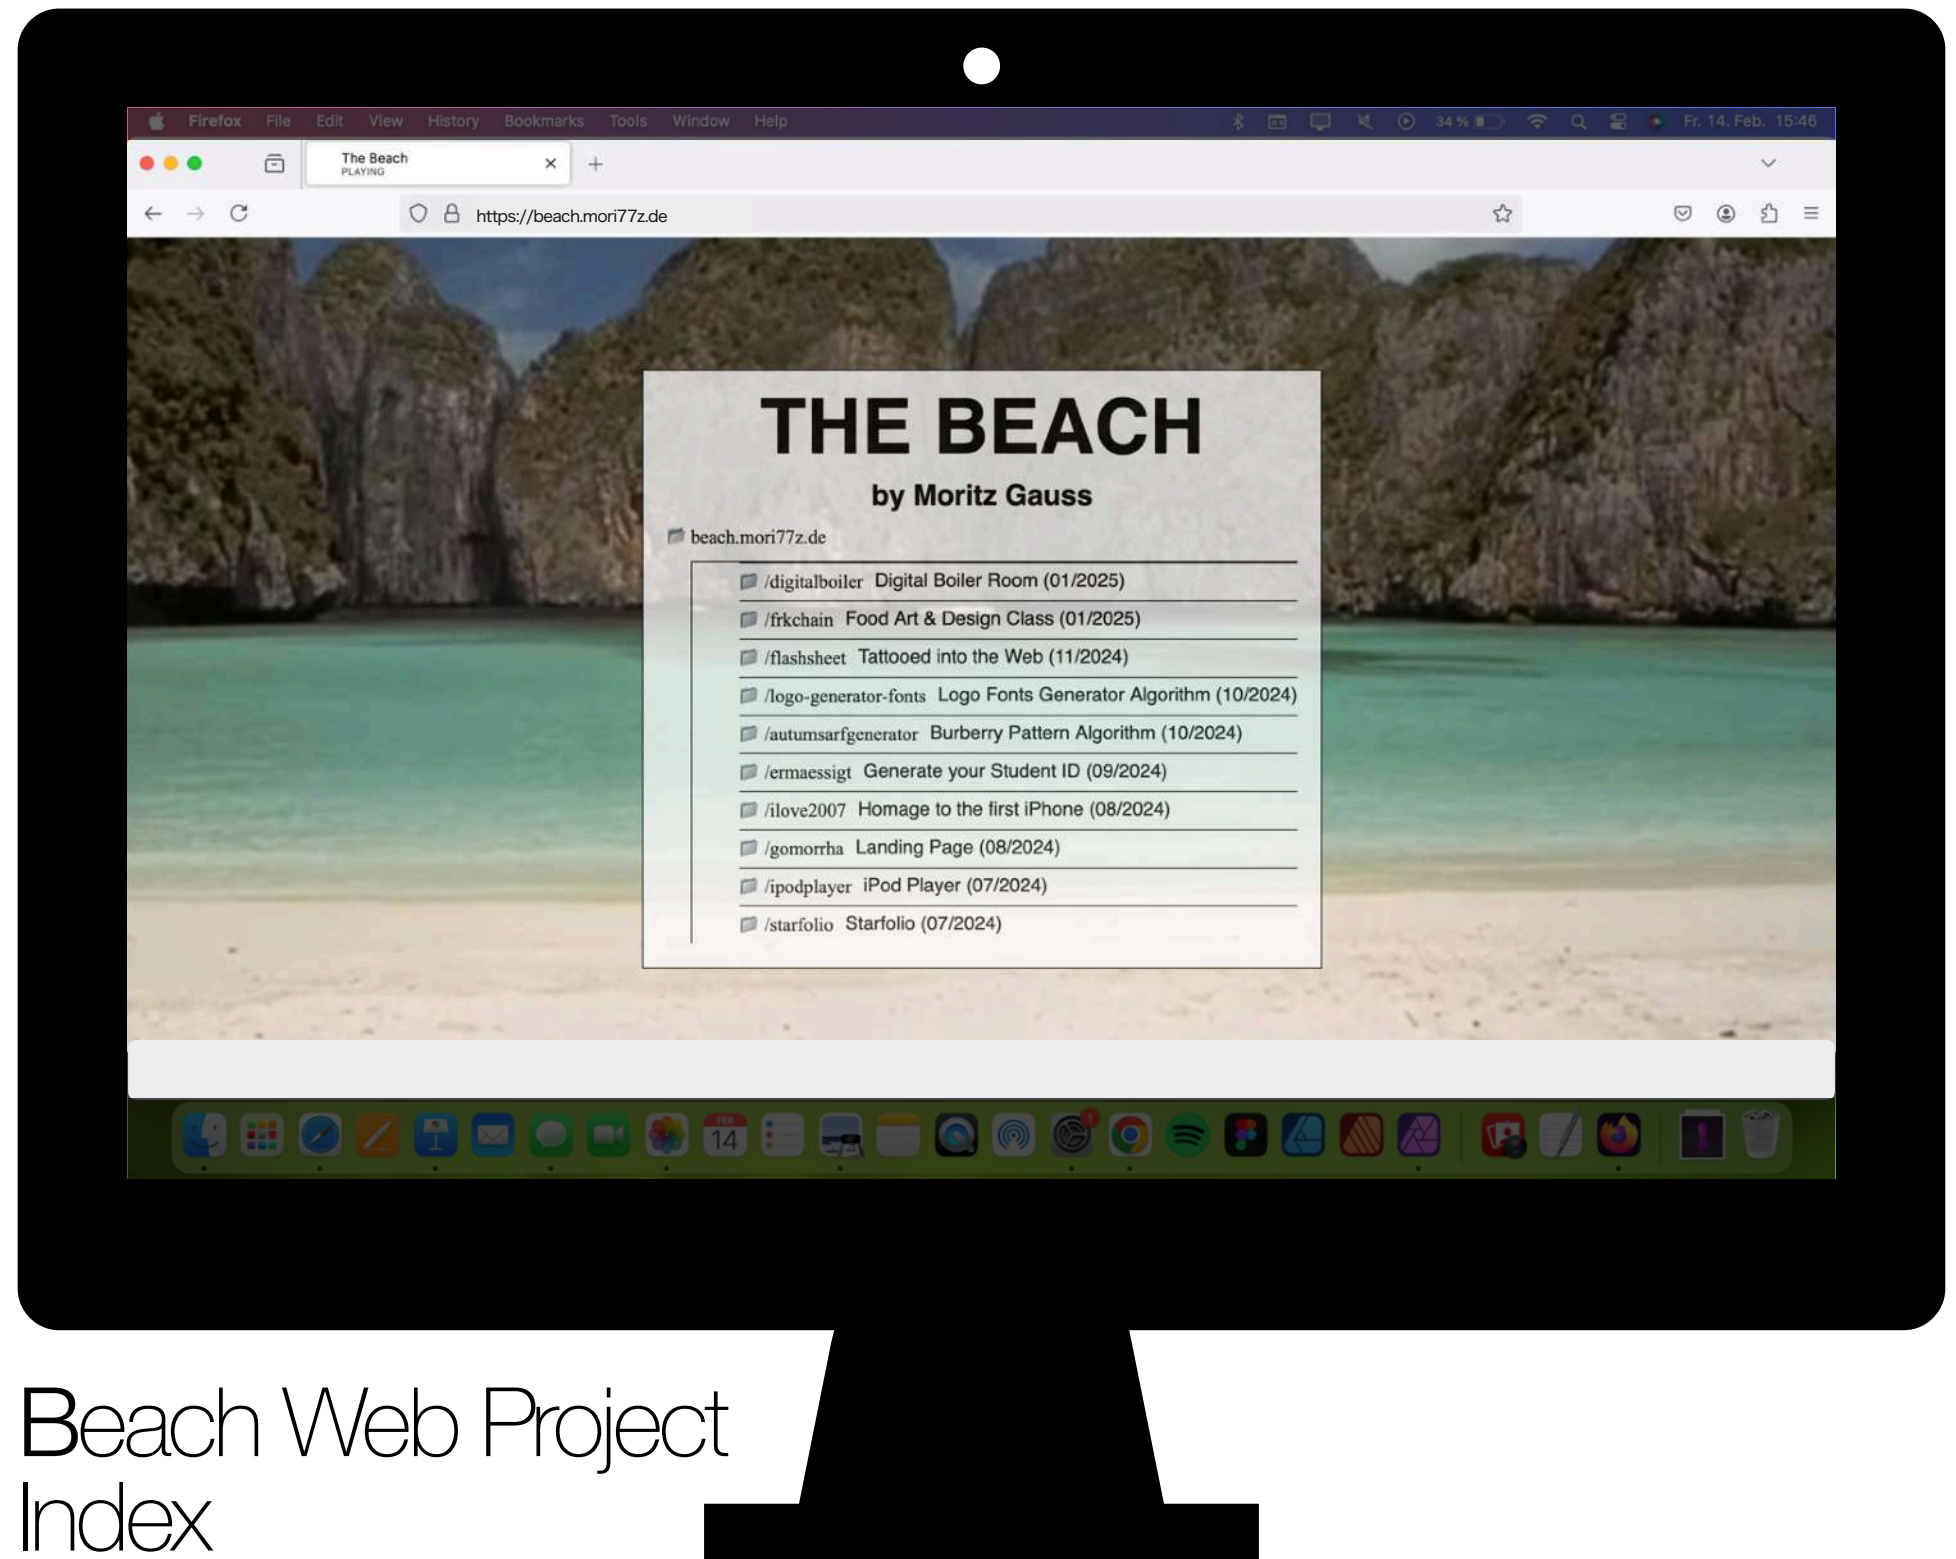 Firefox File Edit View History Bookmarks Tools Window Help 34 % Fr. 14. Feb. 15:46
The Beach
PLAYING
https://beach.mori77z.de
THE BEACH
by Moritz Gauss
beach.mori77z.de
/digitalboiler Digital Boiler Room (01/2025)
/frkchain Food Art & Design Class (01/2025)
/flashsheet Tattooed into the Web (11/2024)
/logo-generator-fonts Logo Fonts Generator Algorithm (10/2024)
/autumsarfgenerator Burberry Pattern Algorithm (10/2024)
/ermaessigt Generate your Student ID (09/2024)
/ilove2007 Homage to the first iPhone (08/2024)
/gomorrha Landing Page (08/2024)
/ipodplayer iPod Player (07/2024)
/starfolio Starfolio (07/2024)
FEB
14
1
Beach Web Project
Index